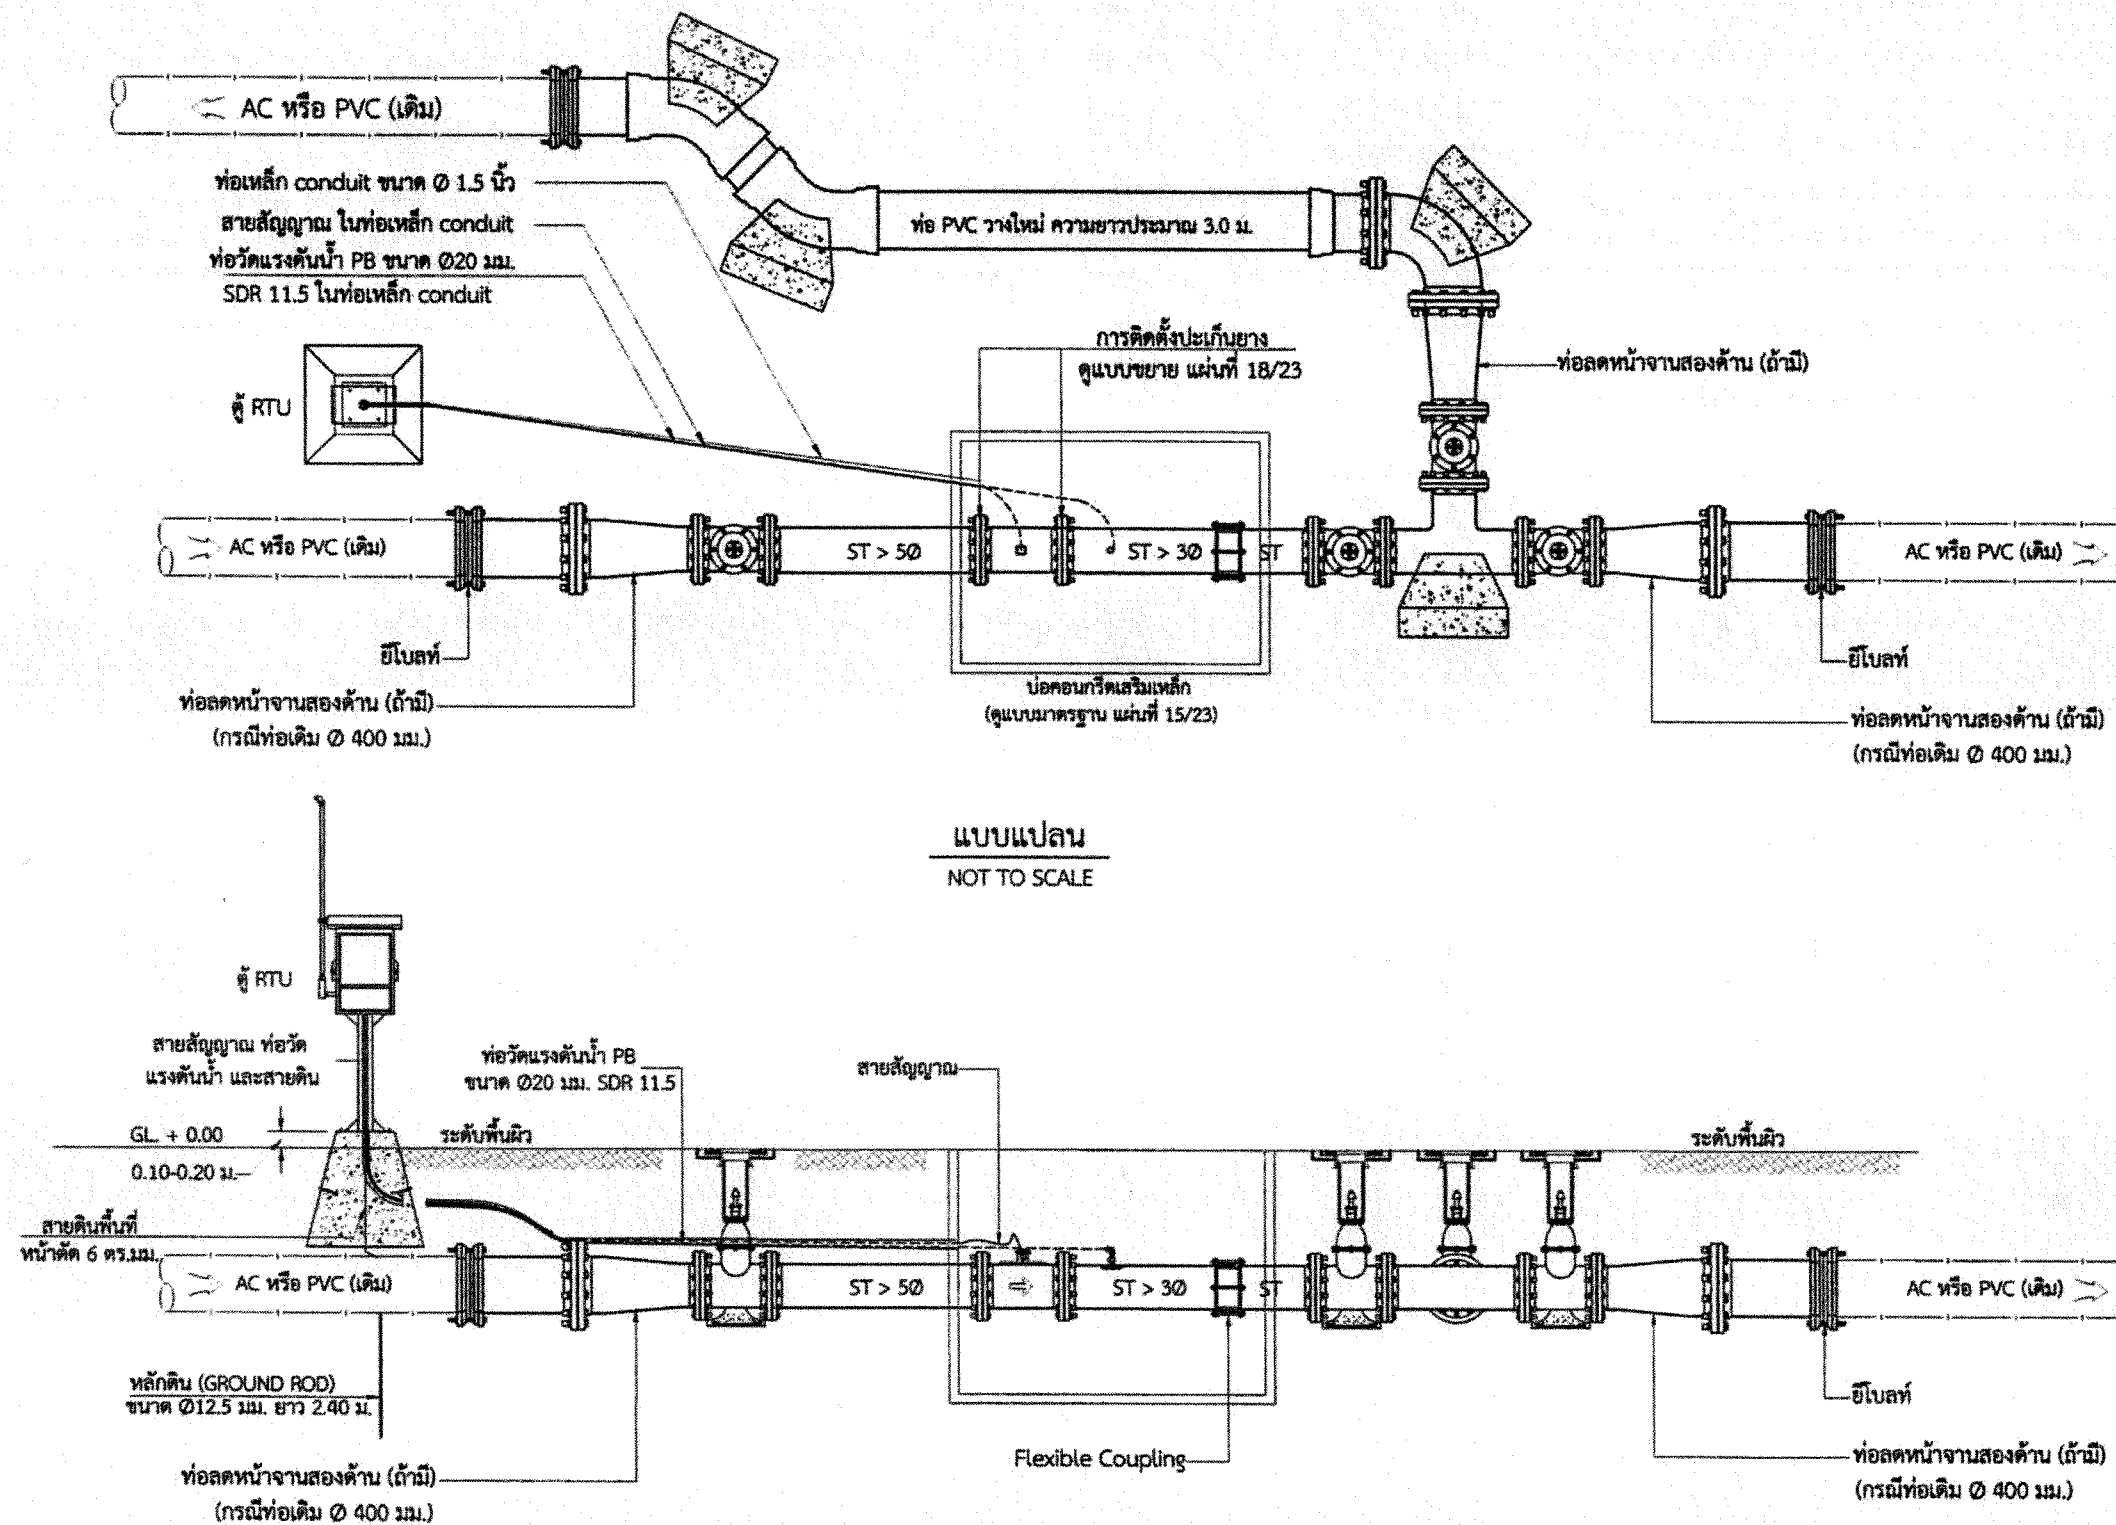 AC หรือ PVC (เดิม)
ท่อเหล็ก conduit ขนาด Ø 1.5 นิ้ว
สายสัญญาณ ในท่อเหล็ก conduit
ท่อวัดแรงดันน้ำ PB ขนาด Ø20 มม.
SDR 11.5 ในท่อเหล็ก conduit
ท่อ PVC วางใหม่ ความยาวประมาณ 3.0 ม.
การติดตั้งปะเก็นยาง
ดูแบบขยาย แผ่นที่ 18/23
ท่อลดหน้าจานสองด้าน (ถ้ามี)
ตู้ RTU
AC หรือ PVC (เดิม)
ST > 5Ø
ST > 3Ø
ST
AC หรือ PVC (เดิม)
ยีโบลท์
ยีโบลท์
ท่อลดหน้าจานสองด้าน (ถ้ามี)
(กรณีท่อเดิม Ø 400 มม.)
บ่อคอนกรีตเสริมเหล็ก
(ดูแบบมาตรฐาน แผ่นที่ 15/23)
ท่อลดหน้าจานสองด้าน (ถ้ามี)
(กรณีท่อเดิม Ø 400 มม.)
แบบแปลน
NOT TO SCALE
ตู้ RTU
สายสัญญาณ ท่อวัด
แรงดันน้ำ และสายดิน
ท่อวัดแรงดันน้ำ PB
ขนาด Ø20 มม. SDR 11.5
สายสัญญาณ
GL. + 0.00
ระดับพื้นผิว
ระดับพื้นผิว
0.10-0.20 ม.
สายดินพื้นที่
หน้าตัด 6 ตร.มม.
AC หรือ PVC (เดิม)
ST > 5Ø
ST > 3Ø
ST
AC หรือ PVC (เดิม)
หลักดิน (GROUND ROD)
ขนาด Ø12.5 มม. ยาว 2.40 ม.
ยีโบลท์
Flexible Coupling
ท่อลดหน้าจานสองด้าน (ถ้ามี)
(กรณีท่อเดิม Ø 400 มม.)
ท่อลดหน้าจานสองด้าน (ถ้ามี)
(กรณีท่อเดิม Ø 400 มม.)